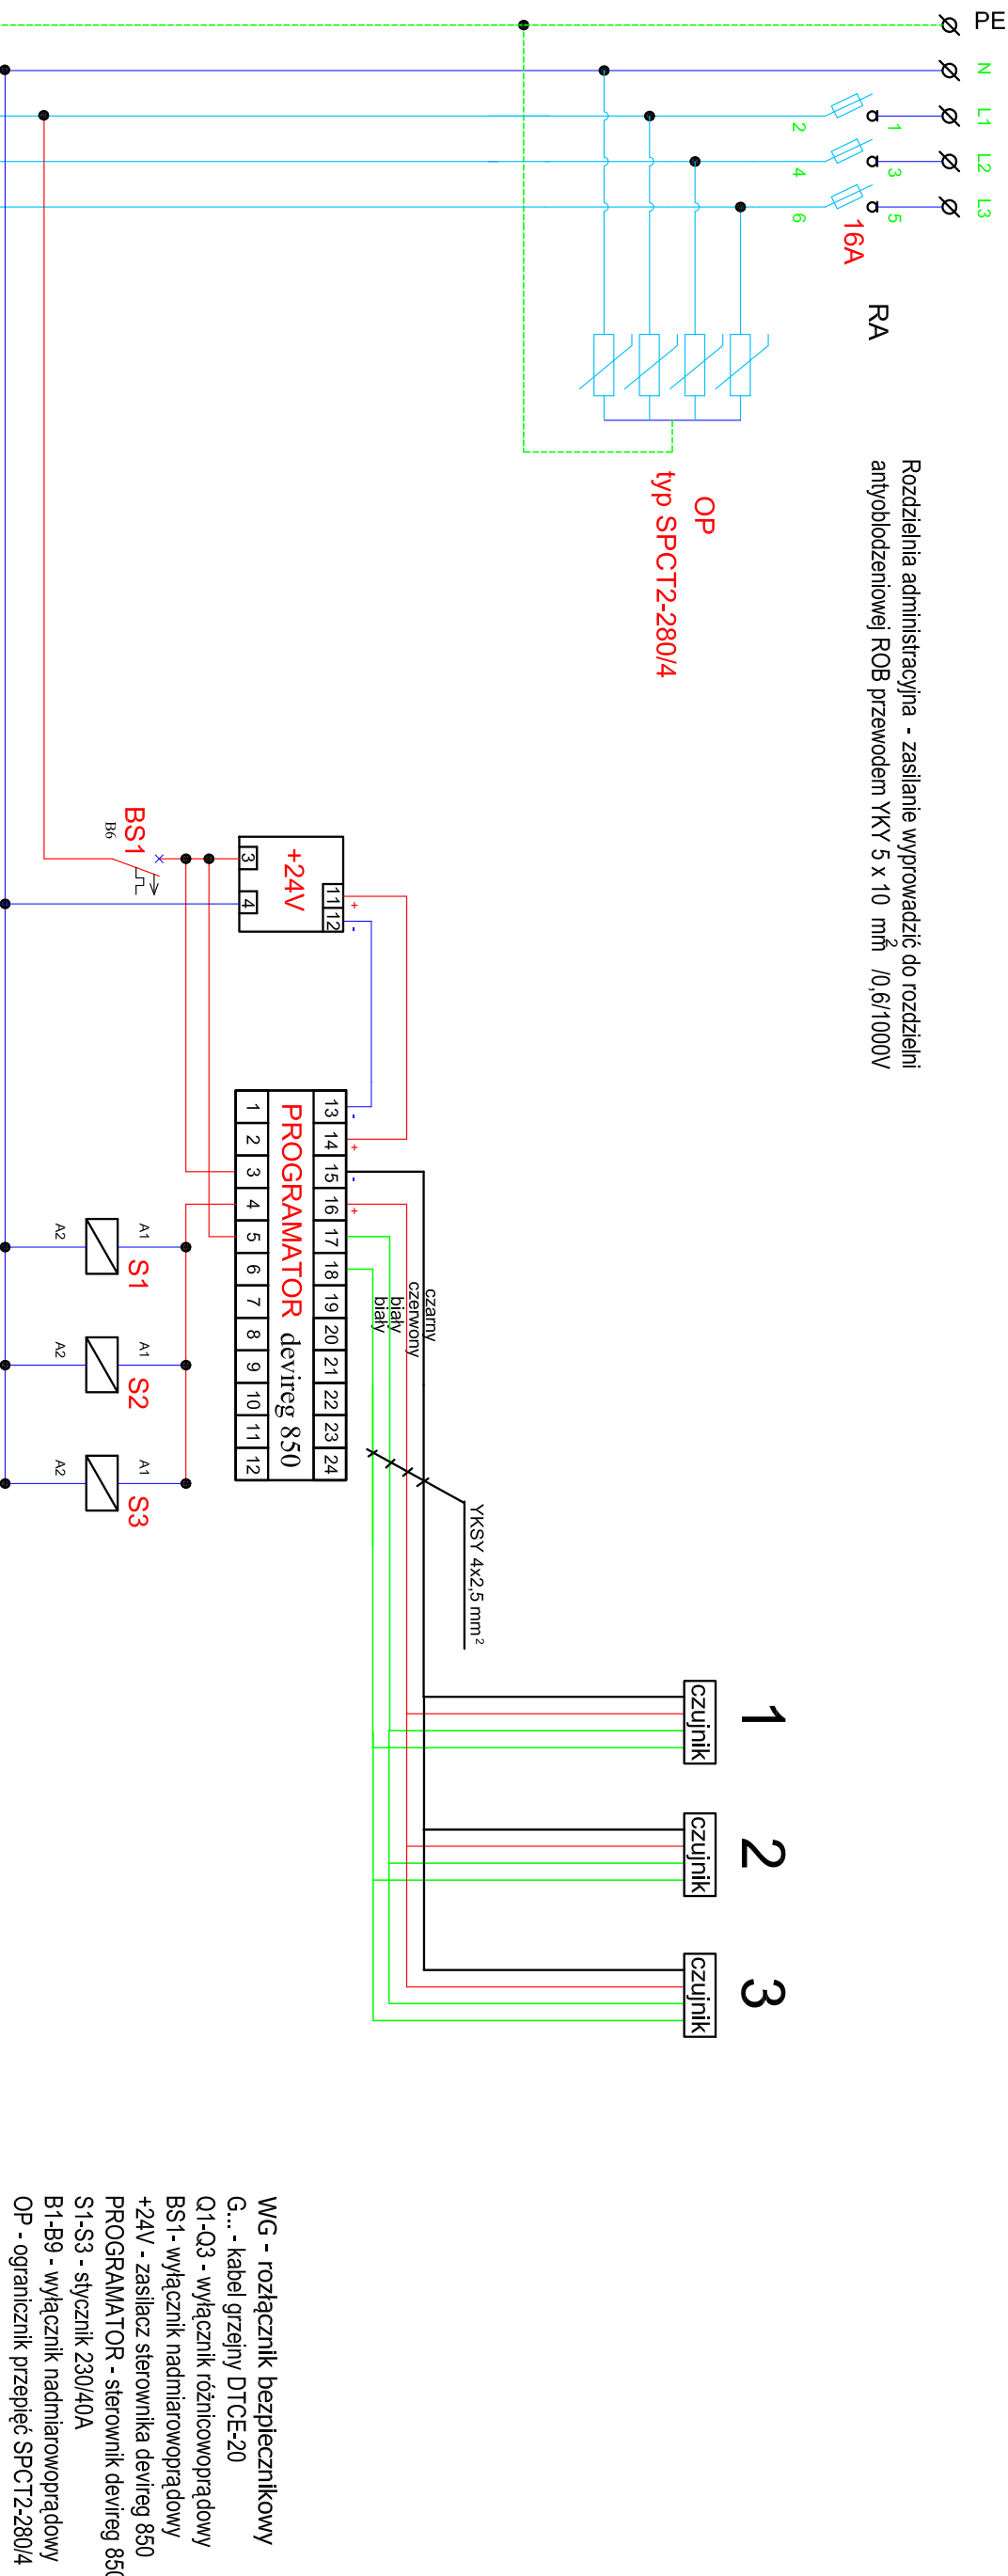 PE
N
L1
L2
L3
1
3
5
2
4
6
16A
RA
Rozdzielnia administracyjna - zasilanie wyprowadzić do rozdzielni
antyoblodzeniowej ROB przewodem YKY 5 x 10 mm² /0,6/1000V
OP
typ SPCT2-280/4
BS1
B6
+24V
3
4
11
12
+
-
13 14 15 16 17 18 19 20 21 22 23 24
PROGRAMATOR devireg 850
1 2 3 4 5 6 7 8 9 10 11 12
-
+
-
+
czarny
czerwony
biały
biały
YKSY 4x2,5 mm²
A1
S1
A2
A1
S2
A2
A1
S3
A2
1
czujnik
2
czujnik
3
czujnik
WG - rozłącznik bezpiecznikowy
G... - kabel grzejny DTCE-20
Q1-Q3 - wyłącznik różnicowoprądowy
BS1- wyłącznik nadmiarowoprądowy
+24V - zasilacz sterownika devireg 850
PROGRAMATOR - sterownik devireg 850
S1-S3 - stycznik 230/40A
B1-B9 - wyłącznik nadmiarowoprądowy
OP - ogranicznik przepięć SPCT2-280/4